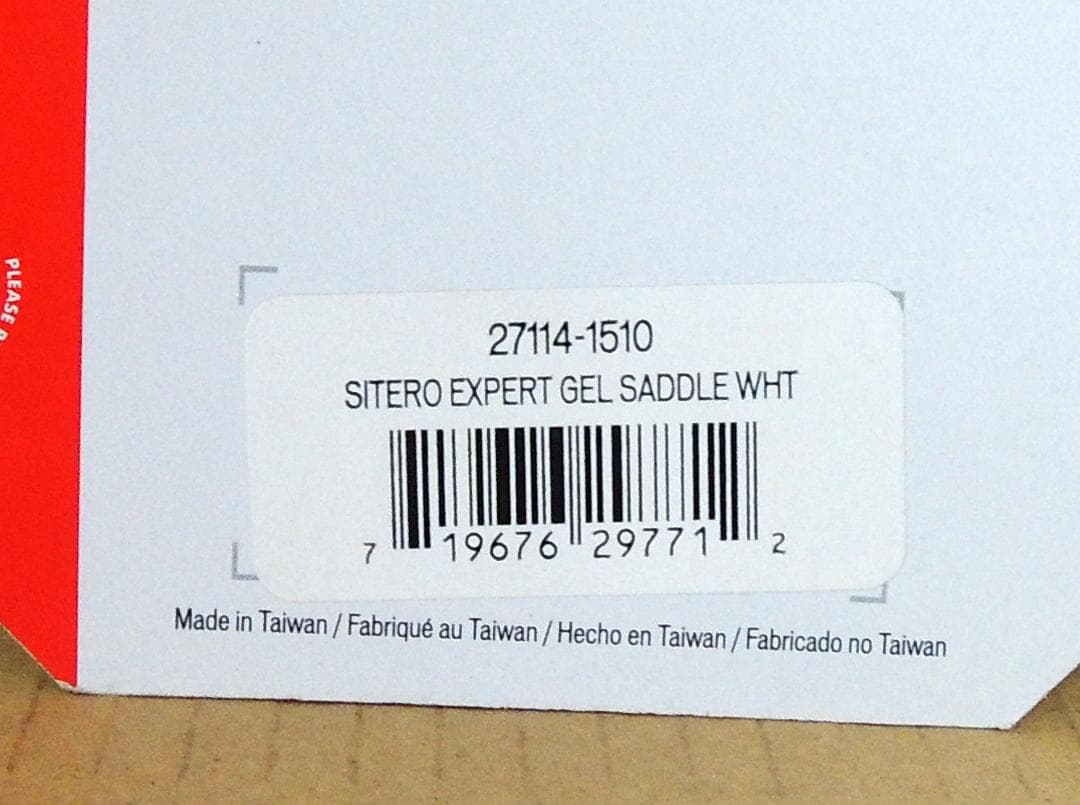 PLEASE
27114-1510
SITERO EXPERT GEL SADDLE WHT
7 19676 29771 2
Made in Taiwan / Fabriqué au Taiwan / Hecho en Taiwan / Fabricado no Taiwan